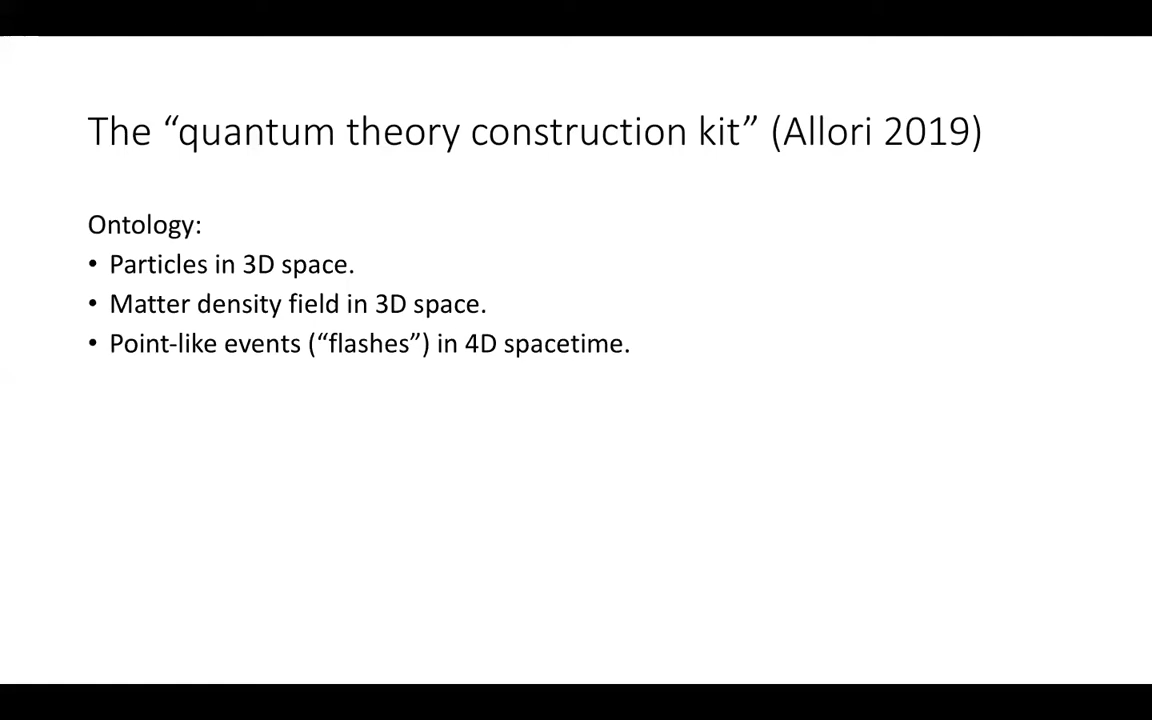 The “quantum theory construction kit” (Allori 2019)
Ontology:
• Particles in 3D space.
• Matter density field in 3D space.
• Point-like events (“flashes”) in 4D spacetime.